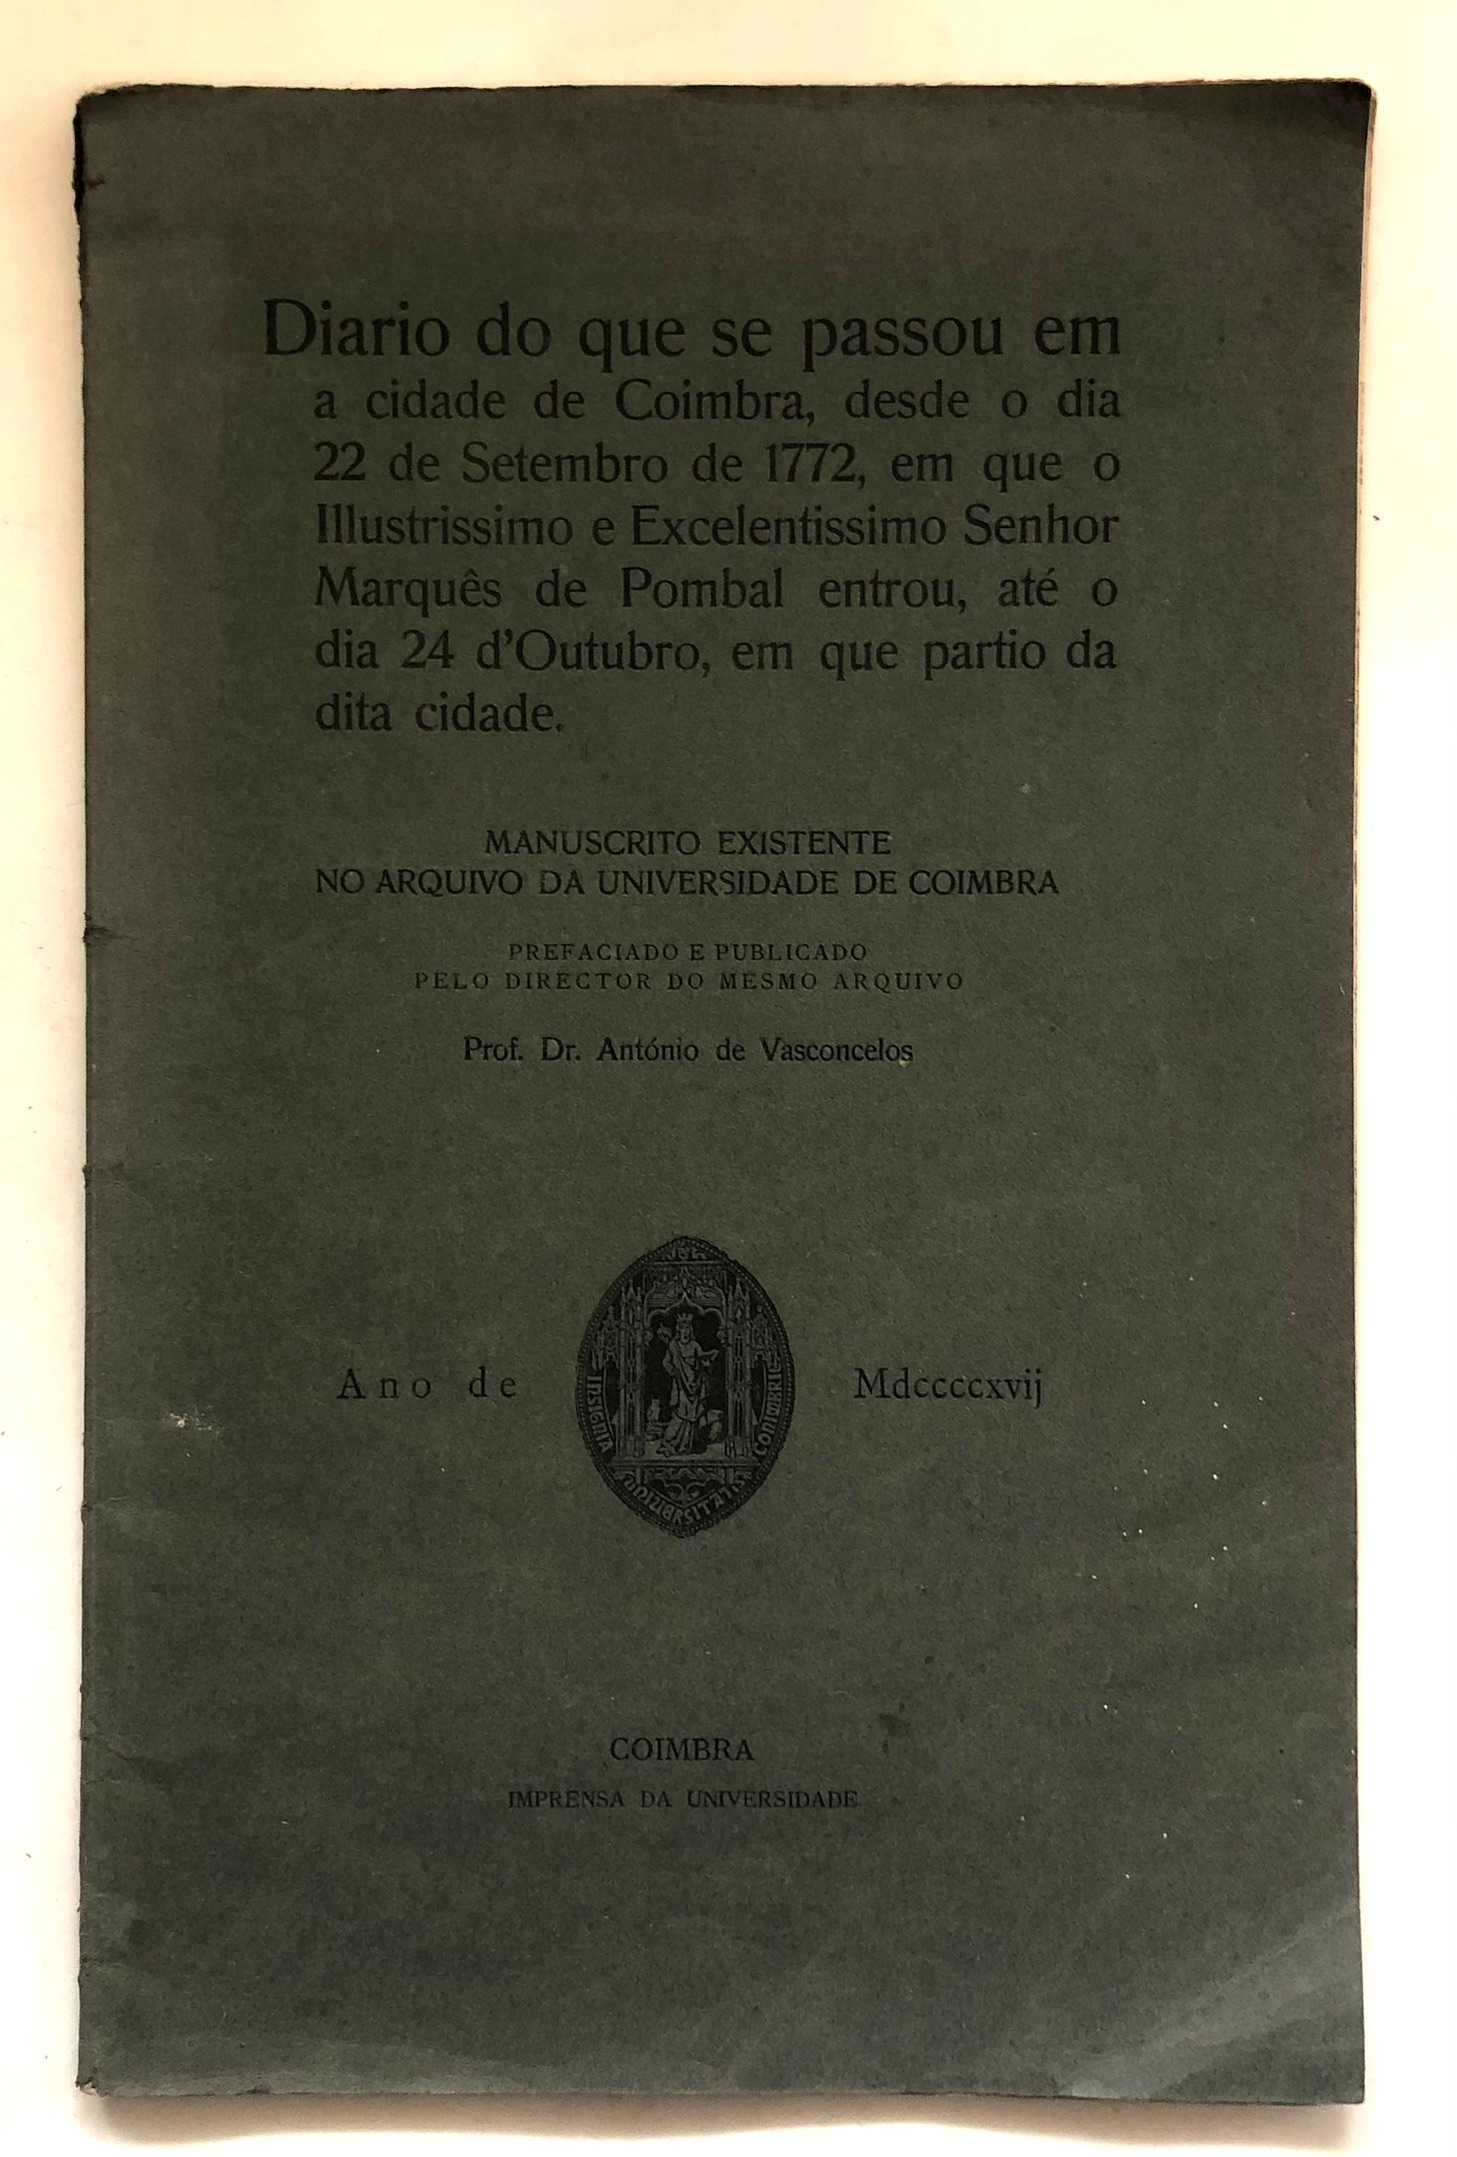 Diario do que se passou em
a cidade de Coimbra, desde o dia
22 de Setembro de 1772, em que o
Illustrissimo e Excelentissimo Senhor
Marquês de Pombal entrou, até o
dia 24 d'Outubro, em que partio da
dita cidade.
MANUSCRITO EXISTENTE
NO ARQUIVO DA UNIVERSIDADE DE COIMBRA
PREFACIADO E PUBLICADO
PELO DIRECTOR DO MESMO ARQUIVO
Prof. Dr. António de Vasconcelos
Ano de
INSIGNIA
UNIVERSITATIS
CONIMBRIC
Mdccccxvij
COIMBRA
IMPRENSA DA UNIVERSIDADE